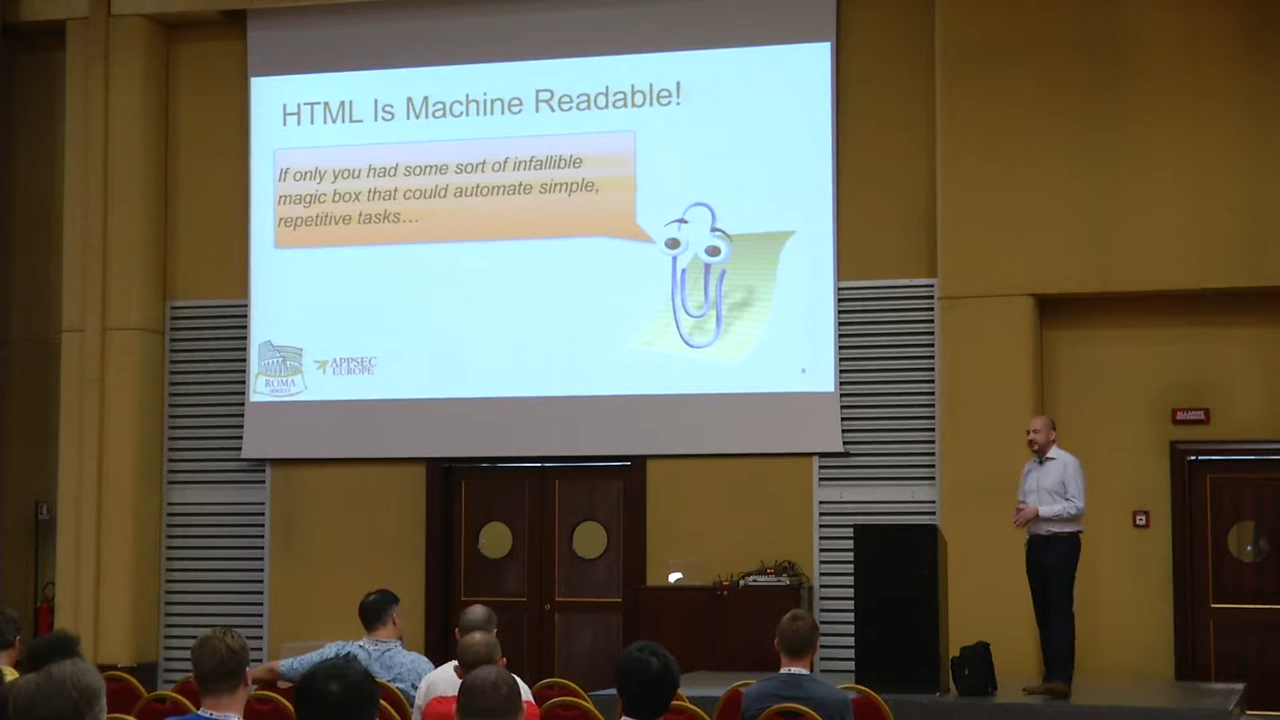 HTML Is Machine Readable!
If only you had some sort of infallible
magic box that could automate simple,
repetitive tasks…
ROMA
APPSEC
EUROPE
8